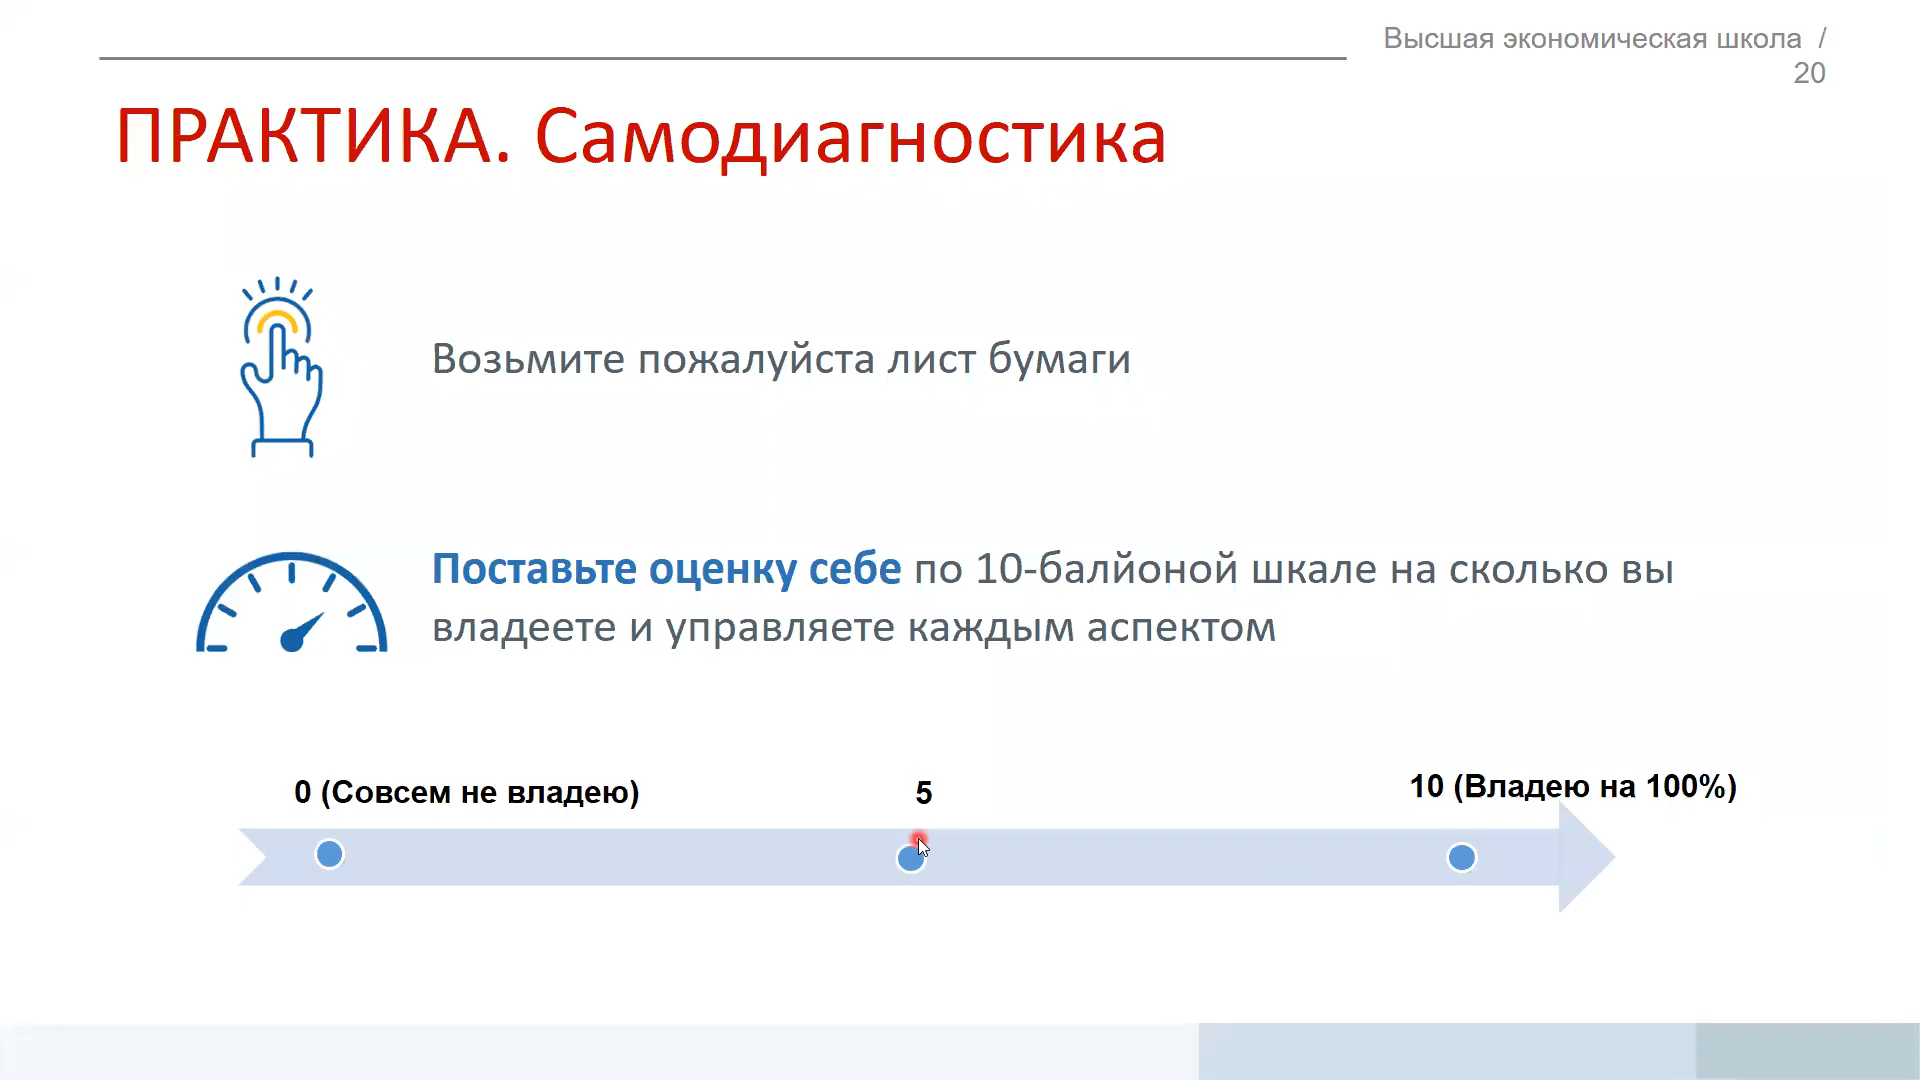 Высшая экономическая школа /
20
ПРАКТИКА. Самодиагностика
Возьмите пожалуйста лист бумаги
Поставьте оценку себе по 10-балйоной шкале на сколько вы
владеете и управляете каждым аспектом
0 (Совсем не владею)
5
10 (Владею на 100%)